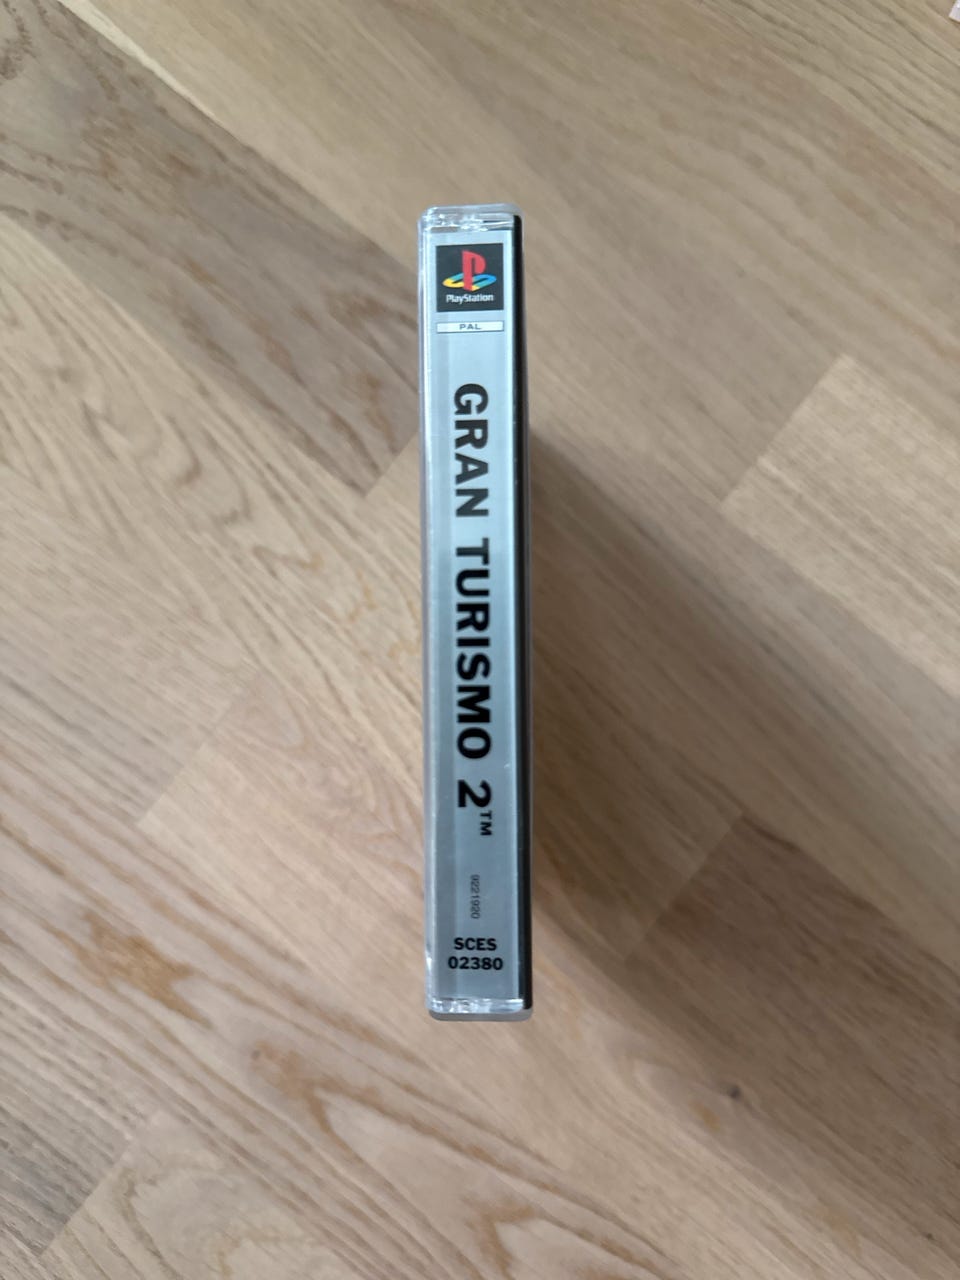 PlayStation
PAL
GRAN TURISMO 2™
9221920
SCES
02380